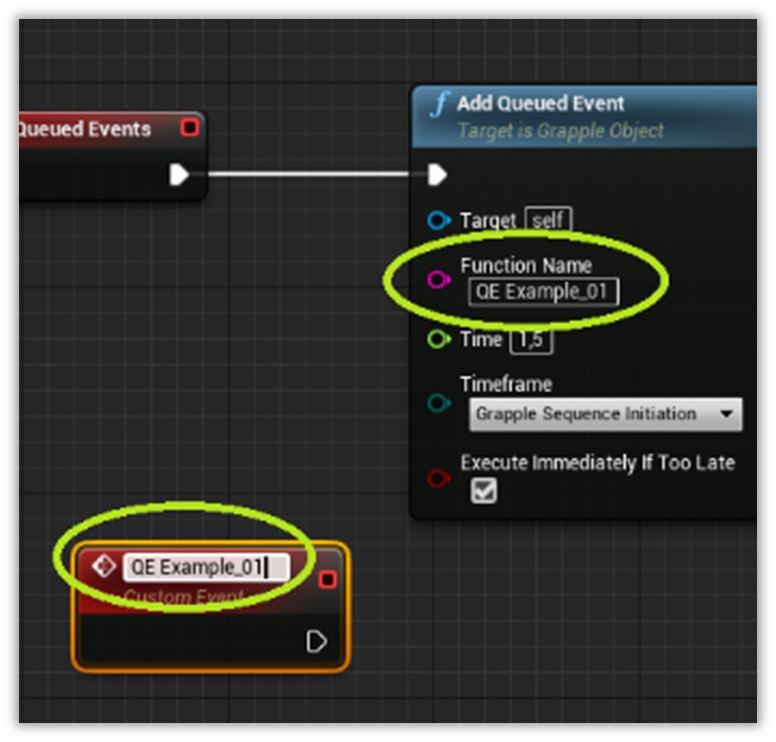 Queued Events
f Add Queued Event
Target is Grapple Object
Target self
Function Name
QE Example_01
Time 1,5
Timeframe
Grapple Sequence Initiation
Execute Immediately If Too Late
QE Example_01
Custom Event